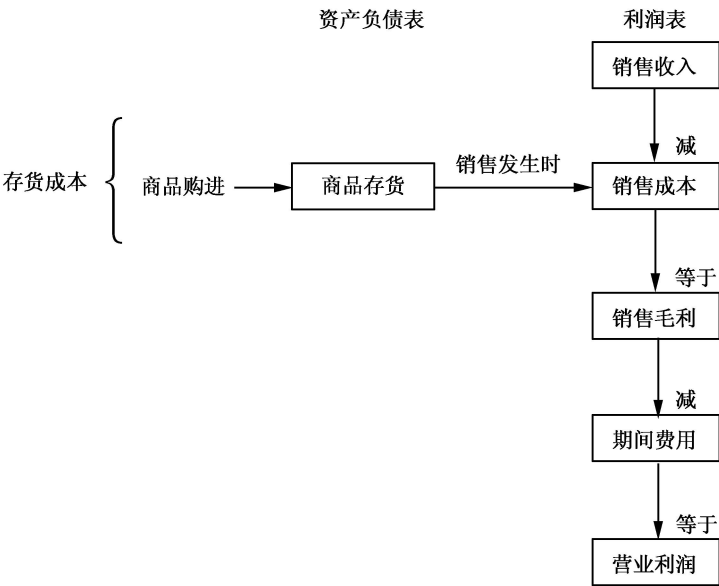 资产负债表
利润表
销售收入
减
存货成本
商品购进
商品存货
销售发生时
销售成本
等于
销售毛利
减
期间费用
等于
营业利润